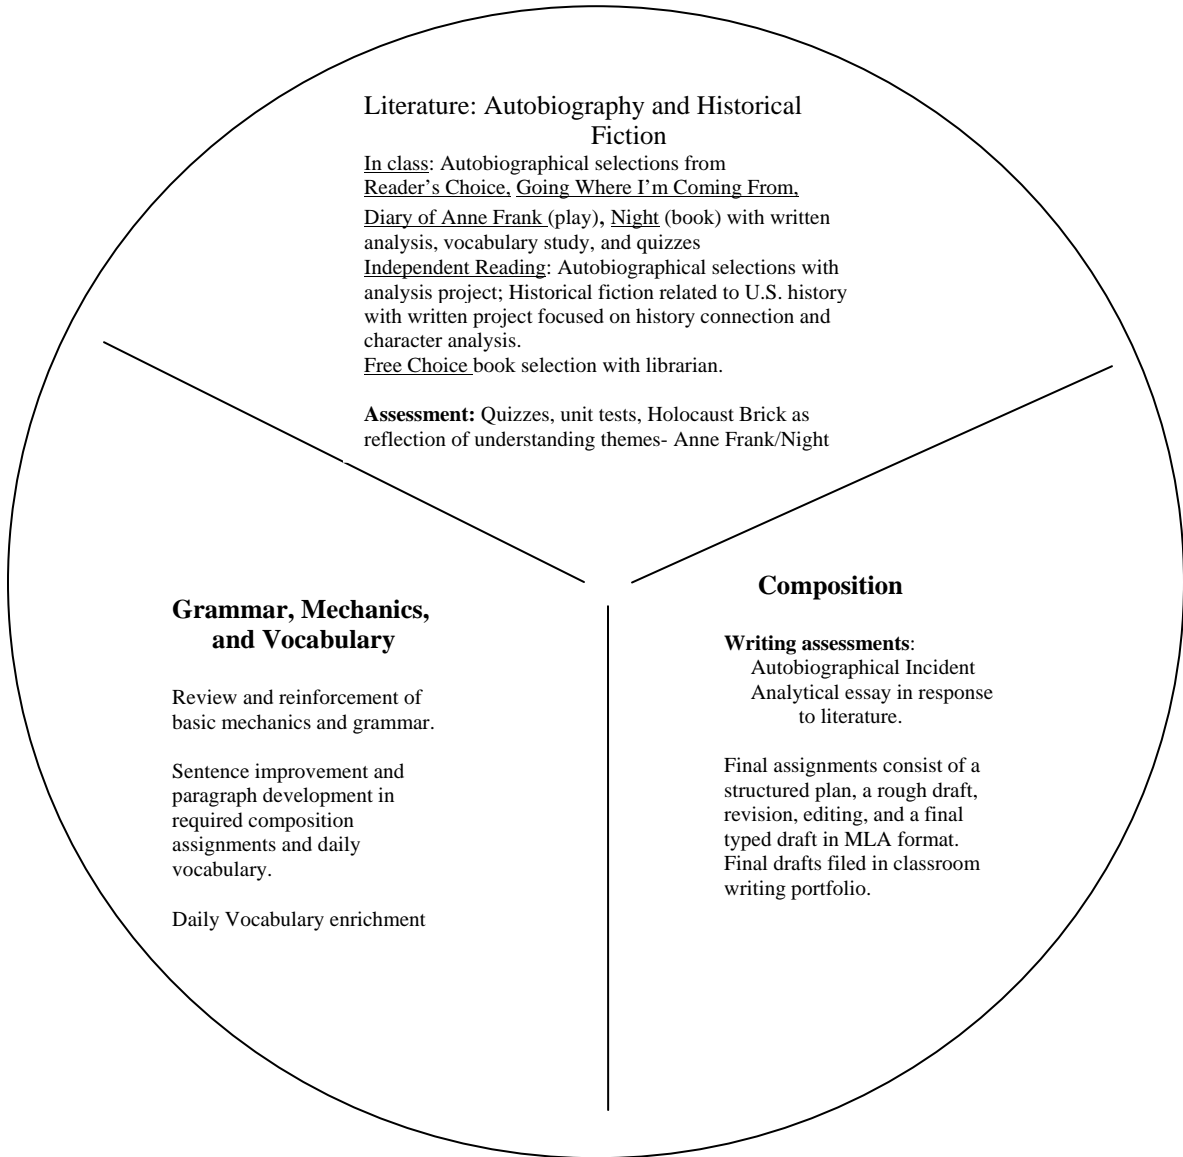 Literature: Autobiography and Historical
Fiction
In class: Autobiographical selections from
Reader’s Choice, Going Where I’m Coming From,
Diary of Anne Frank (play), Night (book) with written
analysis, vocabulary study, and quizzes
Independent Reading: Autobiographical selections with
analysis project; Historical fiction related to U.S. history
with written project focused on history connection and
character analysis.
Free Choice book selection with librarian.
Assessment: Quizzes, unit tests, Holocaust Brick as
reflection of understanding themes- Anne Frank/Night
Grammar, Mechanics,
and Vocabulary
Review and reinforcement of
basic mechanics and grammar.
Sentence improvement and
paragraph development in
required composition
assignments and daily
vocabulary.
Daily Vocabulary enrichment
Composition
Writing assessments:
Autobiographical Incident
Analytical essay in response
to literature.
Final assignments consist of a
structured plan, a rough draft,
revision, editing, and a final
typed draft in MLA format.
Final drafts filed in classroom
writing portfolio.